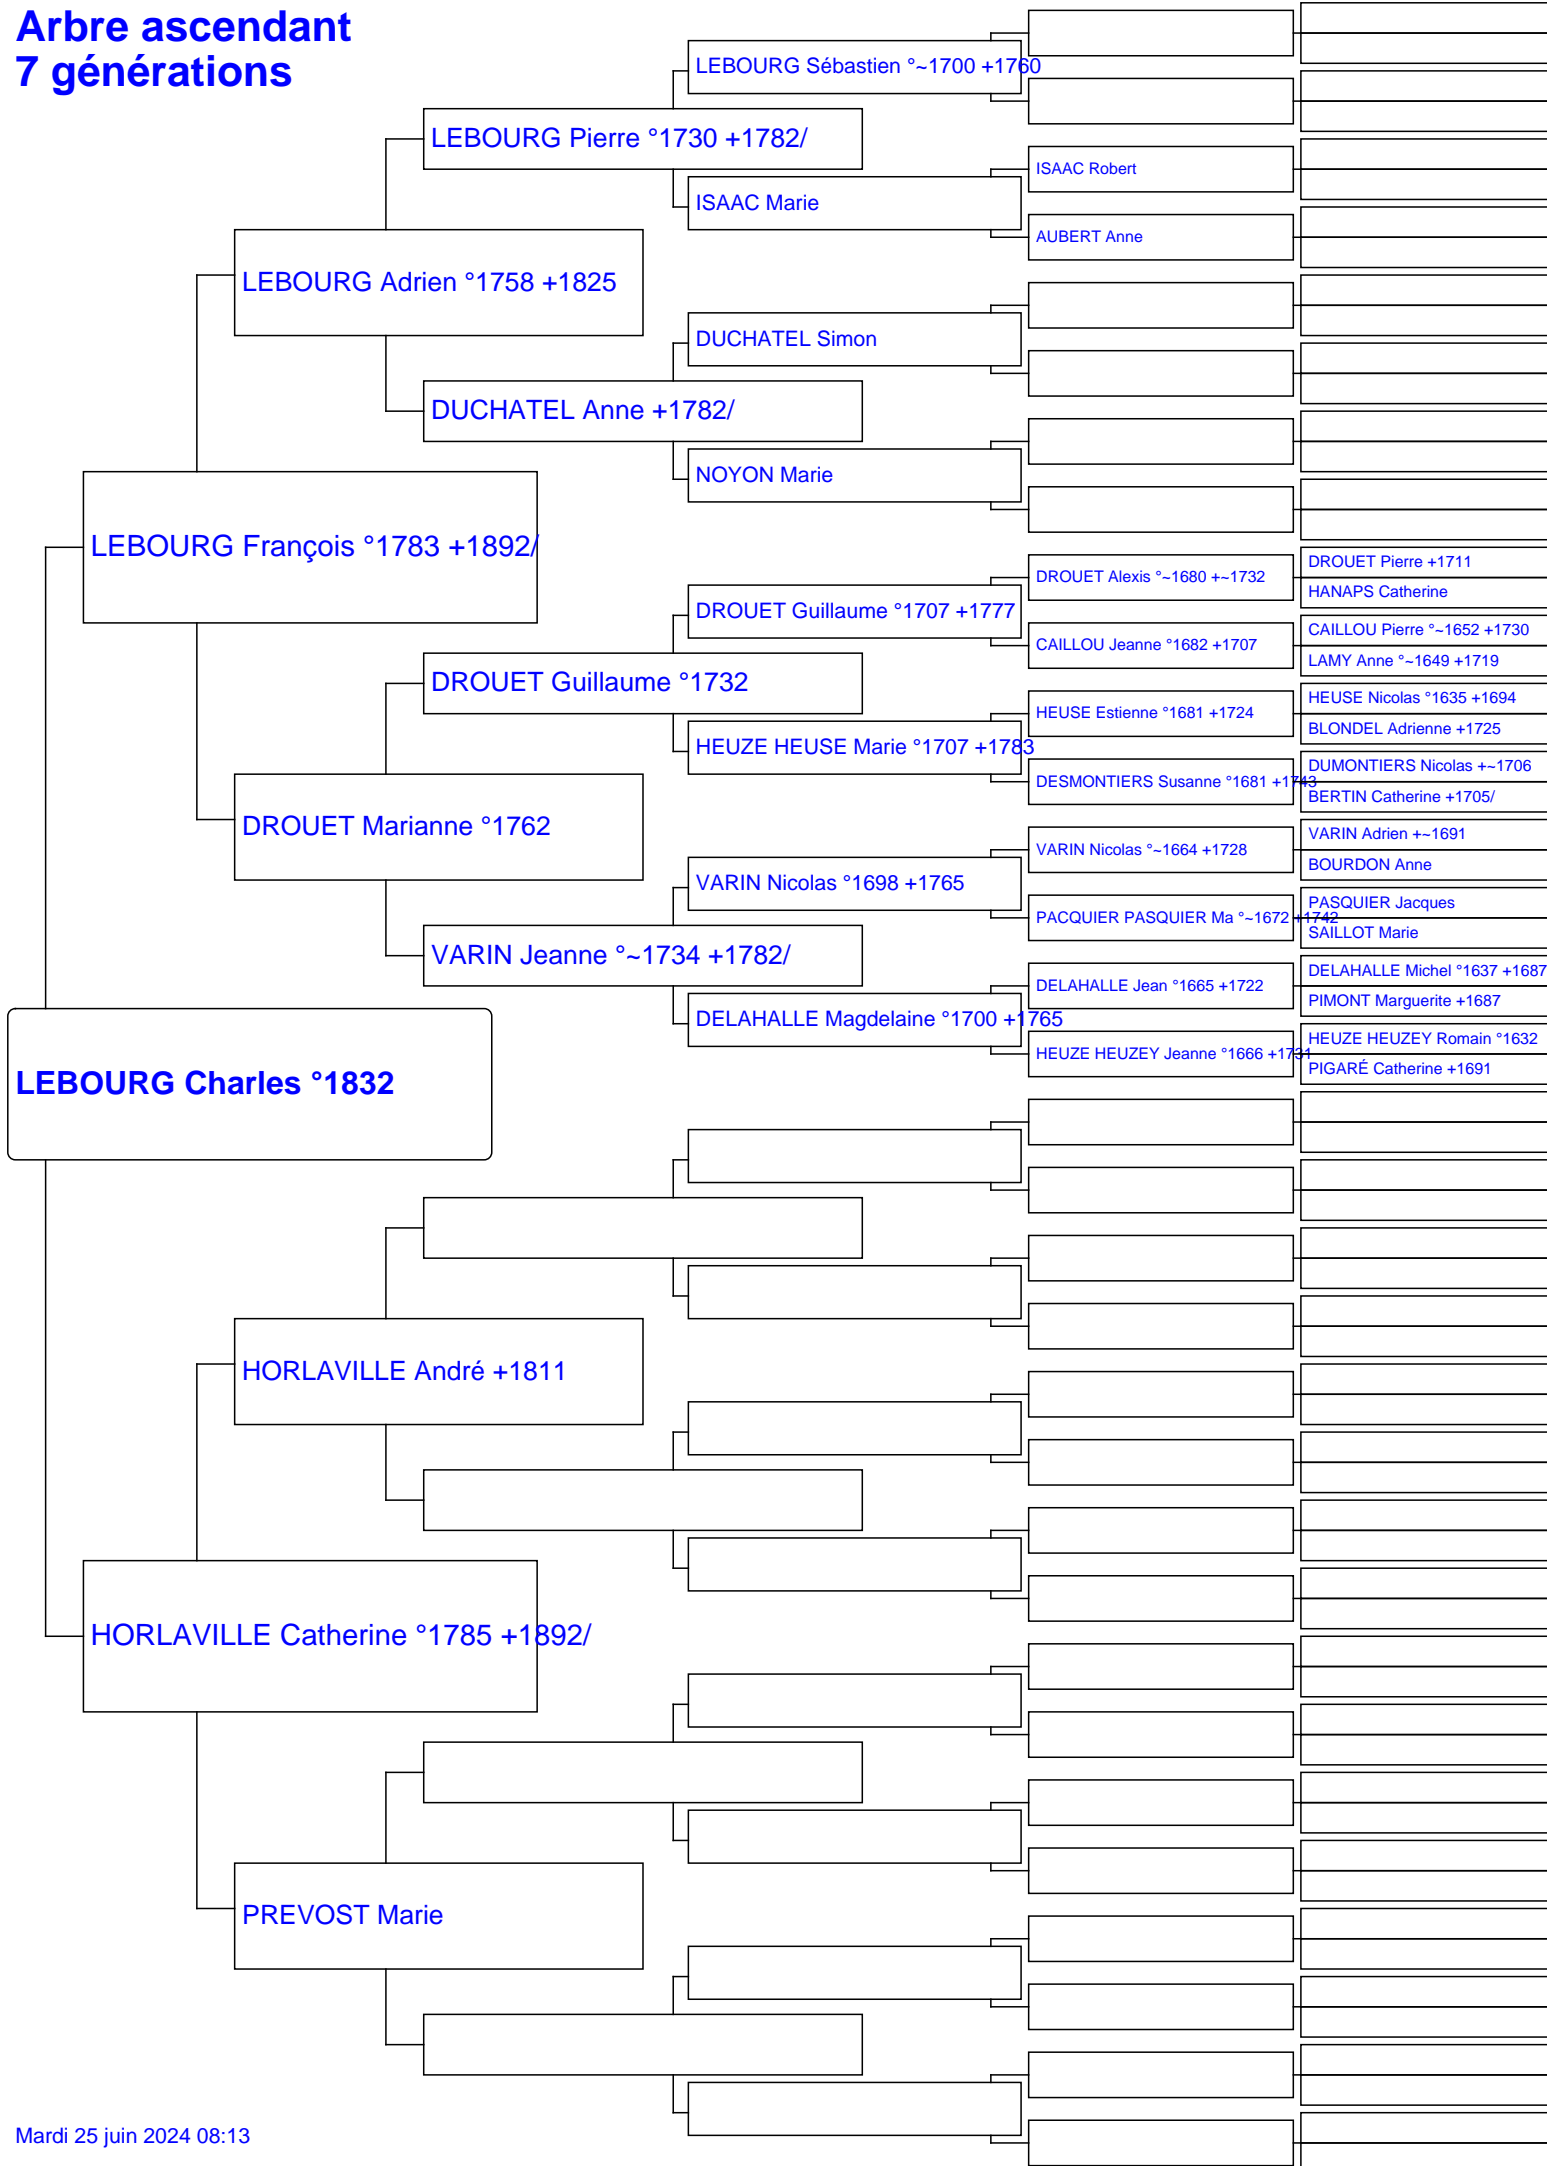 Arbre ascendant
7 générations
LEBOURG Sébastien °~1700 +1760
LEBOURG Pierre °1730 +1782/
ISAAC Robert
ISAAC Marie
AUBERT Anne
LEBOURG Adrien °1758 +1825
DUCHATEL Simon
DUCHATEL Anne +1782/
NOYON Marie
LEBOURG François °1783 +1892/
DROUET Pierre +1711
DROUET Alexis °~1680 +~1732
HANAPS Catherine
DROUET Guillaume °1707 +1777
CAILLOU Pierre °~1652 +1730
CAILLOU Jeanne °1682 +1707
LAMY Anne °~1649 +1719
DROUET Guillaume °1732
HEUSE Nicolas °1635 +1694
HEUSE Estienne °1681 +1724
BLONDEL Adrienne +1725
HEUZE HEUSE Marie °1707 +1783
DUMONTIERS Nicolas +~1706
DESMONTIERS Susanne °1681 +1743
BERTIN Catherine +1705/
DROUET Marianne °1762
VARIN Adrien +~1691
VARIN Nicolas °~1664 +1728
BOURDON Anne
VARIN Nicolas °1698 +1765
PASQUIER Jacques
PACQUIER PASQUIER Ma °~1672 +1742
SAILLOT Marie
VARIN Jeanne °~1734 +1782/
DELAHALLE Michel °1637 +1687
DELAHALLE Jean °1665 +1722
PIMONT Marguerite +1687
DELAHALLE Magdelaine °1700 +1765
HEUZE HEUZEY Romain °1632
HEUZE HEUZEY Jeanne °1666 +1731
PIGARÉ Catherine +1691
LEBOURG Charles °1832
HORLAVILLE André +1811
HORLAVILLE Catherine °1785 +1892/
PREVOST Marie
Mardi 25 juin 2024 08:13